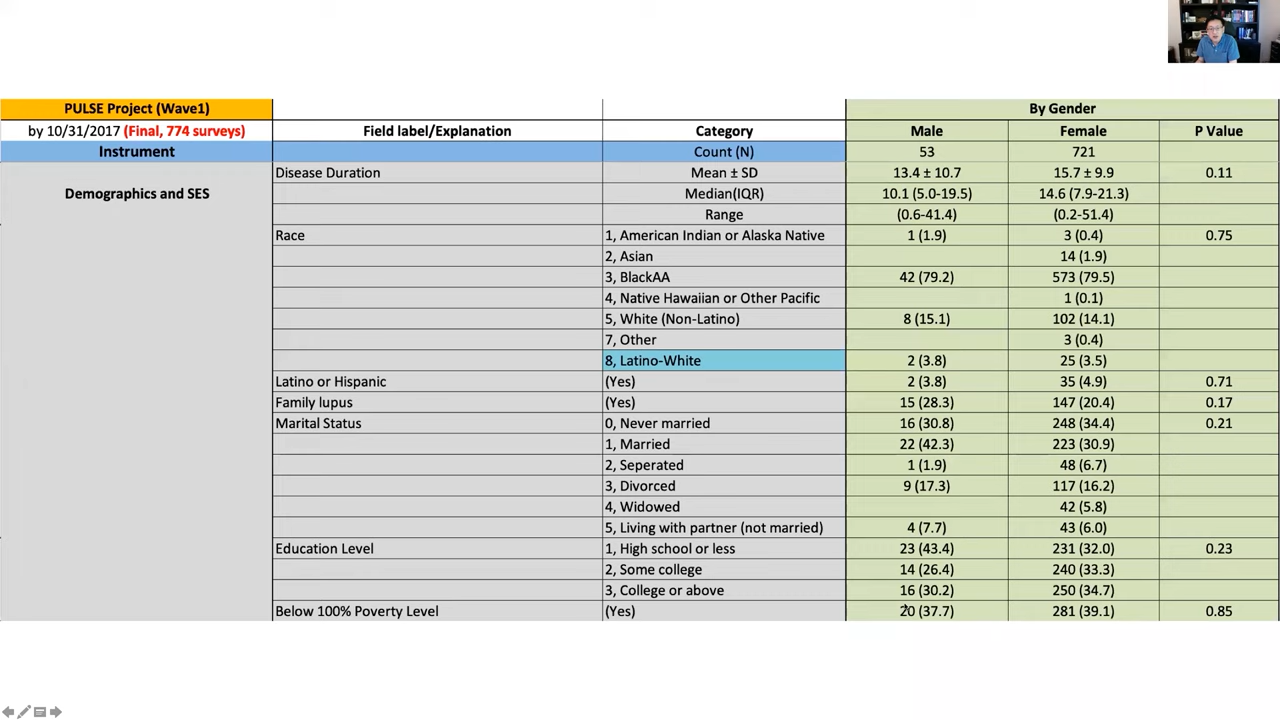 PULSE Project (Wave1) By Gender
by 10/31/2017 (Final, 774 surveys) Field label/Explanation Category Male Female P Value
Instrument Count (N) 53 721
Disease Duration Mean ± SD 13.4 ± 10.7 15.7 ± 9.9 0.11
Demographics and SES Median(IQR) 10.1 (5.0-19.5) 14.6 (7.9-21.3)
Range (0.6-41.4) (0.2-51.4)
Race 1, American Indian or Alaska Native 1 (1.9) 3 (0.4) 0.75
2, Asian 14 (1.9)
3, BlackAA 42 (79.2) 573 (79.5)
4, Native Hawaiian or Other Pacific 1 (0.1)
5, White (Non-Latino) 8 (15.1) 102 (14.1)
7, Other 3 (0.4)
8, Latino-White 2 (3.8) 25 (3.5)
Latino or Hispanic (Yes) 2 (3.8) 35 (4.9) 0.71
Family lupus (Yes) 15 (28.3) 147 (20.4) 0.17
Marital Status 0, Never married 16 (30.8) 248 (34.4) 0.21
1, Married 22 (42.3) 223 (30.9)
2, Seperated 1 (1.9) 48 (6.7)
3, Divorced 9 (17.3) 117 (16.2)
4, Widowed 42 (5.8)
5, Living with partner (not married) 4 (7.7) 43 (6.0)
Education Level 1, High school or less 23 (43.4) 231 (32.0) 0.23
2, Some college 14 (26.4) 240 (33.3)
3, College or above 16 (30.2) 250 (34.7)
Below 100% Poverty Level (Yes) 20 (37.7) 281 (39.1) 0.85